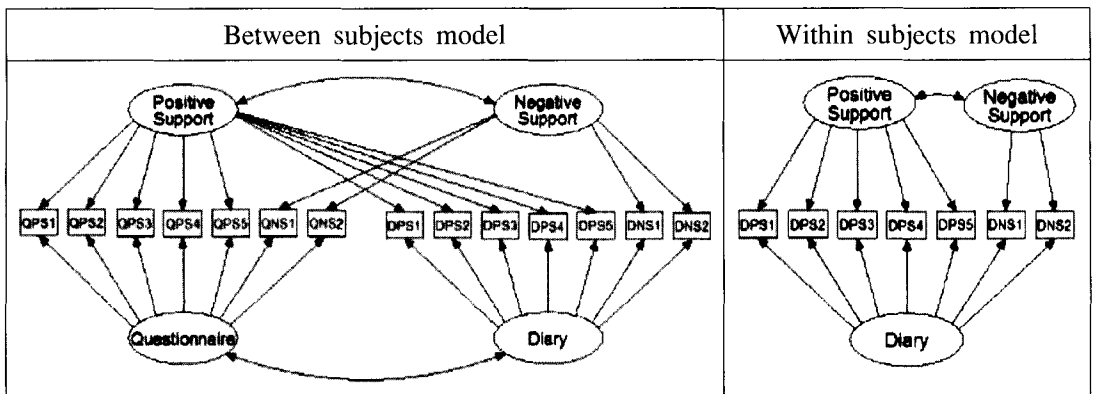 Between subjects model
Within subjects model
Positive
Support
Negative
Support
QPS1 QPS2 QPS3 QPS4 QPS5 QNS1 QNS2 DPS1 DPS2 DPS3 DPS4 DPS5 DNS1 DNS2
Questionnaire
Diary
Positive
Support
Negative
Support
DPS1 DPS2 DPS3 DPS4 DPS5 DNS1 DNS2
Diary